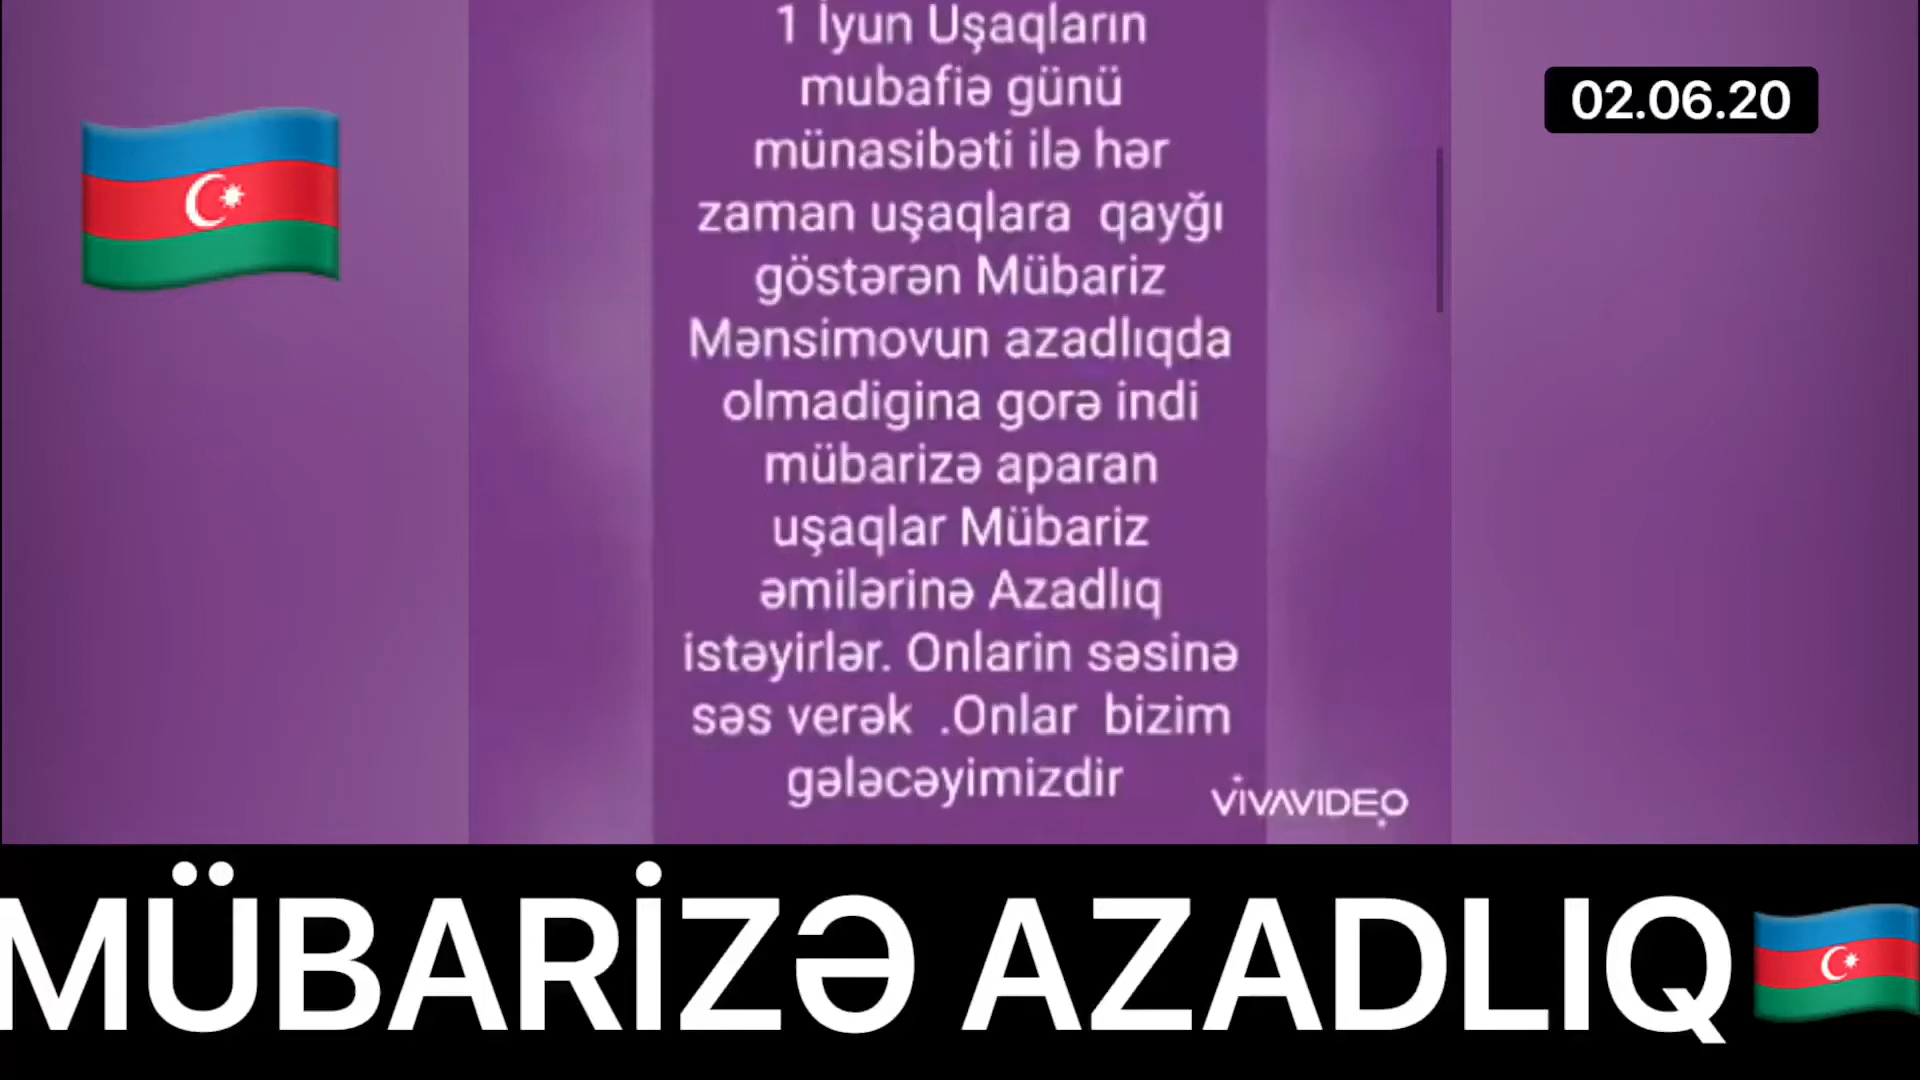 1 İyun Uşaqların
mubafiə günü
münasibəti ilə hər
zaman uşaqlara qayğı
göstərən Mübariz
Mənsimovun azadlıqda
olmadigina gorə indi
mübarizə aparan
uşaqlar Mübariz
əmilərinə Azadlıq
istəyirlər. Onlarin səsinə
səs verək .Onlar bizim
gələcəyimizdir
02.06.20
VIVAVIDEO
MÜBARİZƏ AZADLIQ